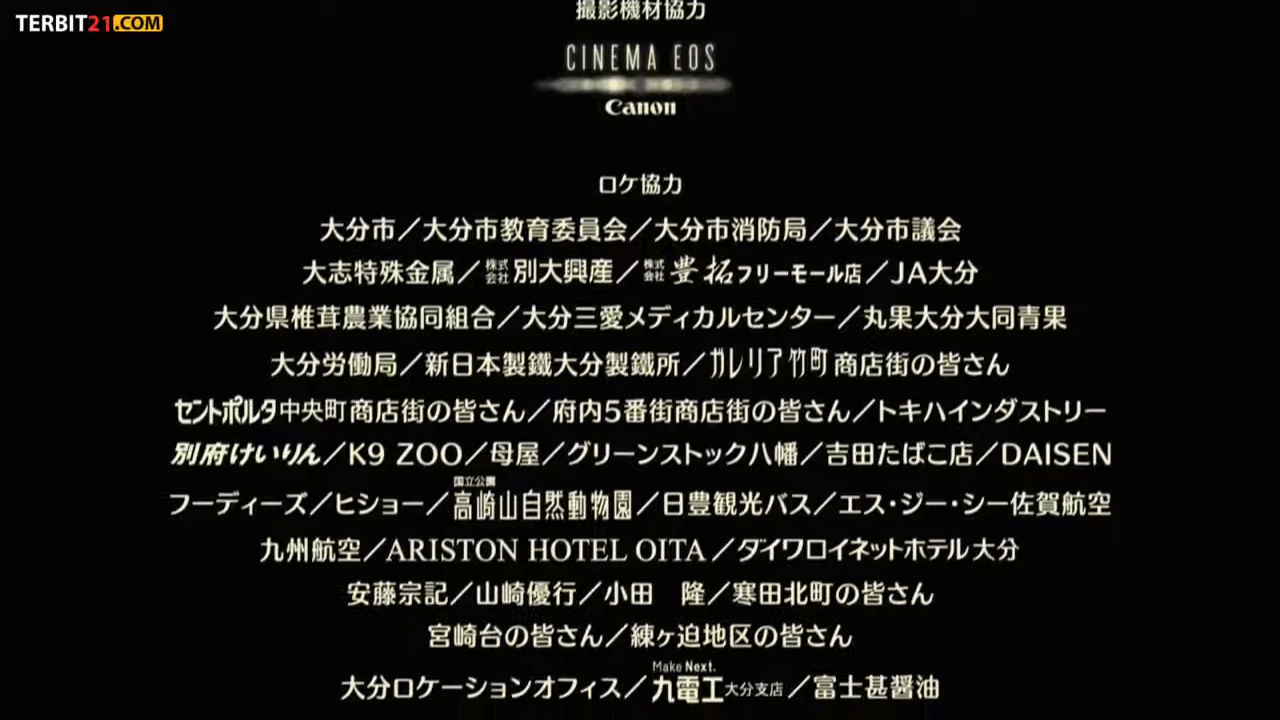 TERBIT21.COM
撮影機材協力
CINEMA EOS
Canon
ロケ協力
大分市／大分市教育委員会／大分市消防局／大分市議会
大志特殊金属／株式会社別大興産／株式会社豊拓フリーモール店／JA大分
大分県椎茸農業協同組合／大分三愛メディカルセンター／丸果大分大同青果
大分労働局／新日本製鐵大分製鐵所／ガレリア竹町商店街の皆さん
セントポルタ中央町商店街の皆さん／府内5番街商店街の皆さん／トキハインダストリー
別府けいりん／K9 ZOO／母屋／グリーンストック八幡／吉田たばこ店／DAISEN
フーディーズ／ヒショー／国立公園高崎山自然動物園／日豊観光バス／エス・ジー・シー佐賀航空
九州航空／ARISTON HOTEL OITA／ダイワロイネットホテル大分
安藤宗記／山崎優行／小田　隆／寒田北町の皆さん
宮崎台の皆さん／練ヶ迫地区の皆さん
大分ロケーションオフィス／Make Next.九電工大分支店／富士甚醤油